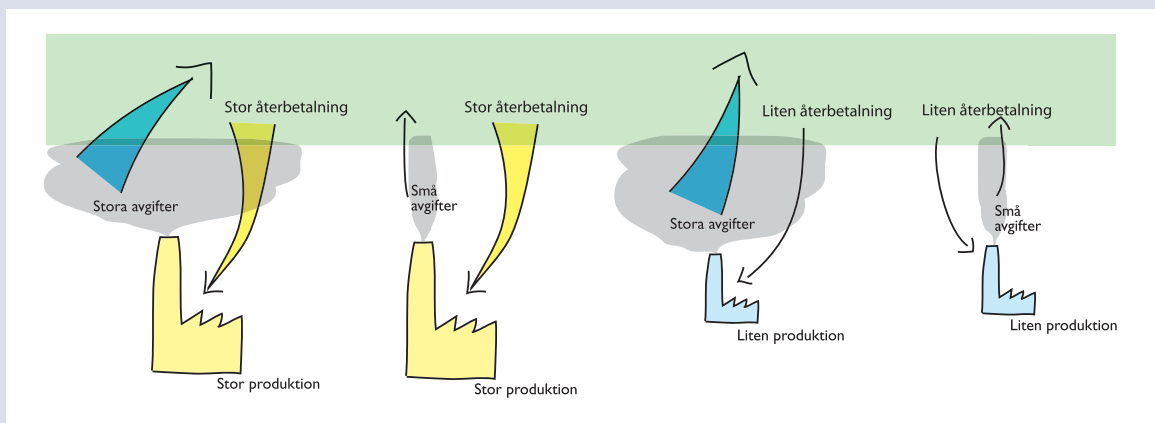 Stor återbetalning
Stora avgifter
Stor produktion
Stor återbetalning
Små
avgifter
Stor produktion
Liten återbetalning
Stora avgifter
Liten produktion
Liten återbetalning
Små
avgifter
Liten produktion